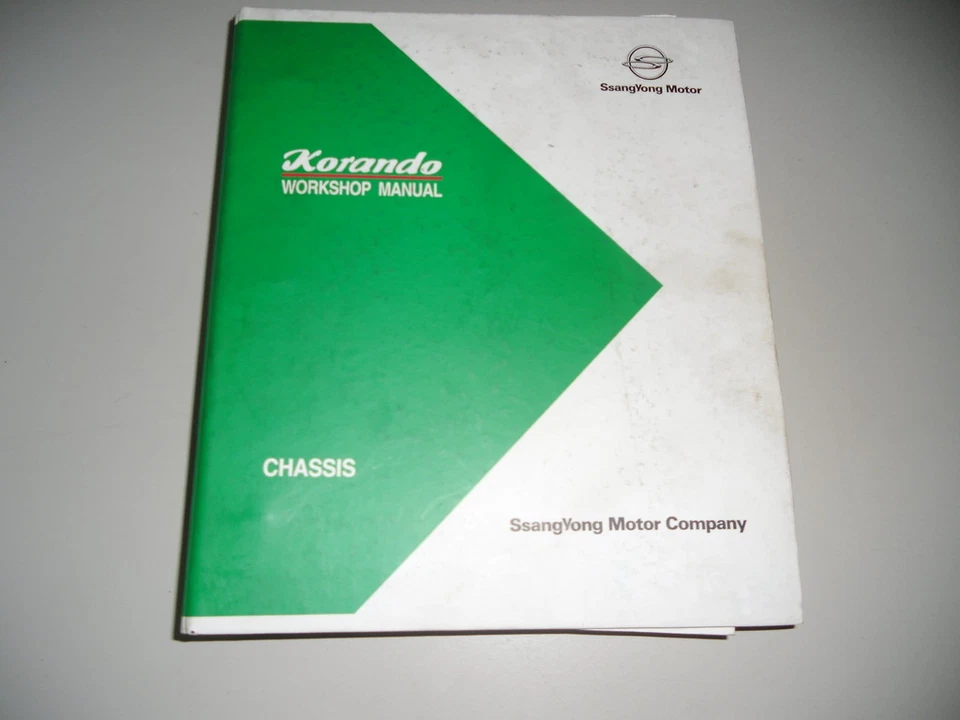 SsangYong Motor
Korando
WORKSHOP MANUAL
CHASSIS
SsangYong Motor Company